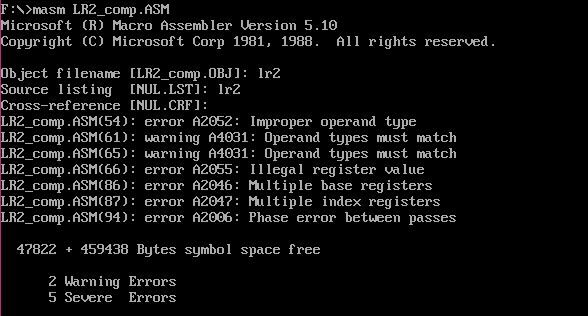 F:\>masm LR2_comp.ASM
Microsoft (R) Macro Assembler Version 5.10
Copyright (C) Microsoft Corp 1981, 1988.  All rights reserved.
Object filename [LR2_comp.OBJ]: lr2
Source listing  [NUL.LST]: lr2
Cross-reference [NUL.CRF]:
LR2_comp.ASM(54): error A2052: Improper operand type
LR2_comp.ASM(61): warning A4031: Operand types must match
LR2_comp.ASM(65): warning A4031: Operand types must match
LR2_comp.ASM(66): error A2055: Illegal register value
LR2_comp.ASM(86): error A2046: Multiple base registers
LR2_comp.ASM(87): error A2047: Multiple index registers
LR2_comp.ASM(94): error A2006: Phase error between passes
47822 + 459438 Bytes symbol space free
2 Warning Errors
5 Severe  Errors